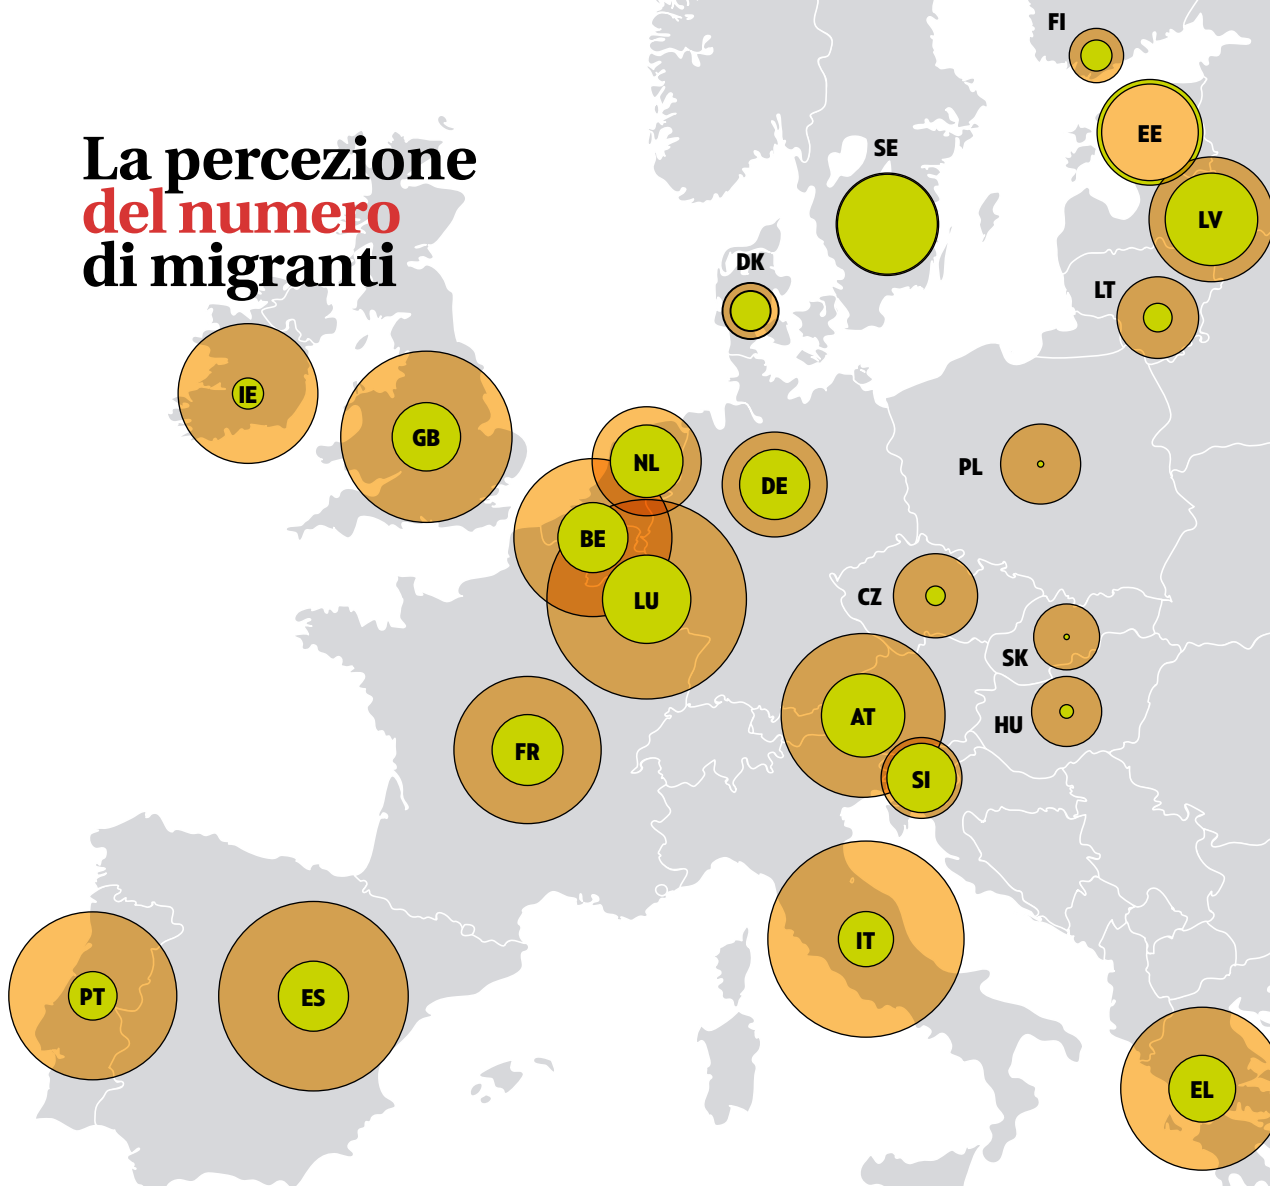 La percezione
del numero
di migranti
FI
EE
SE
LV
DK
LT
IE
GB
NL
DE
PL
BE
CZ
LU
SK
AT
HU
FR
SI
IT
PT
ES
EL